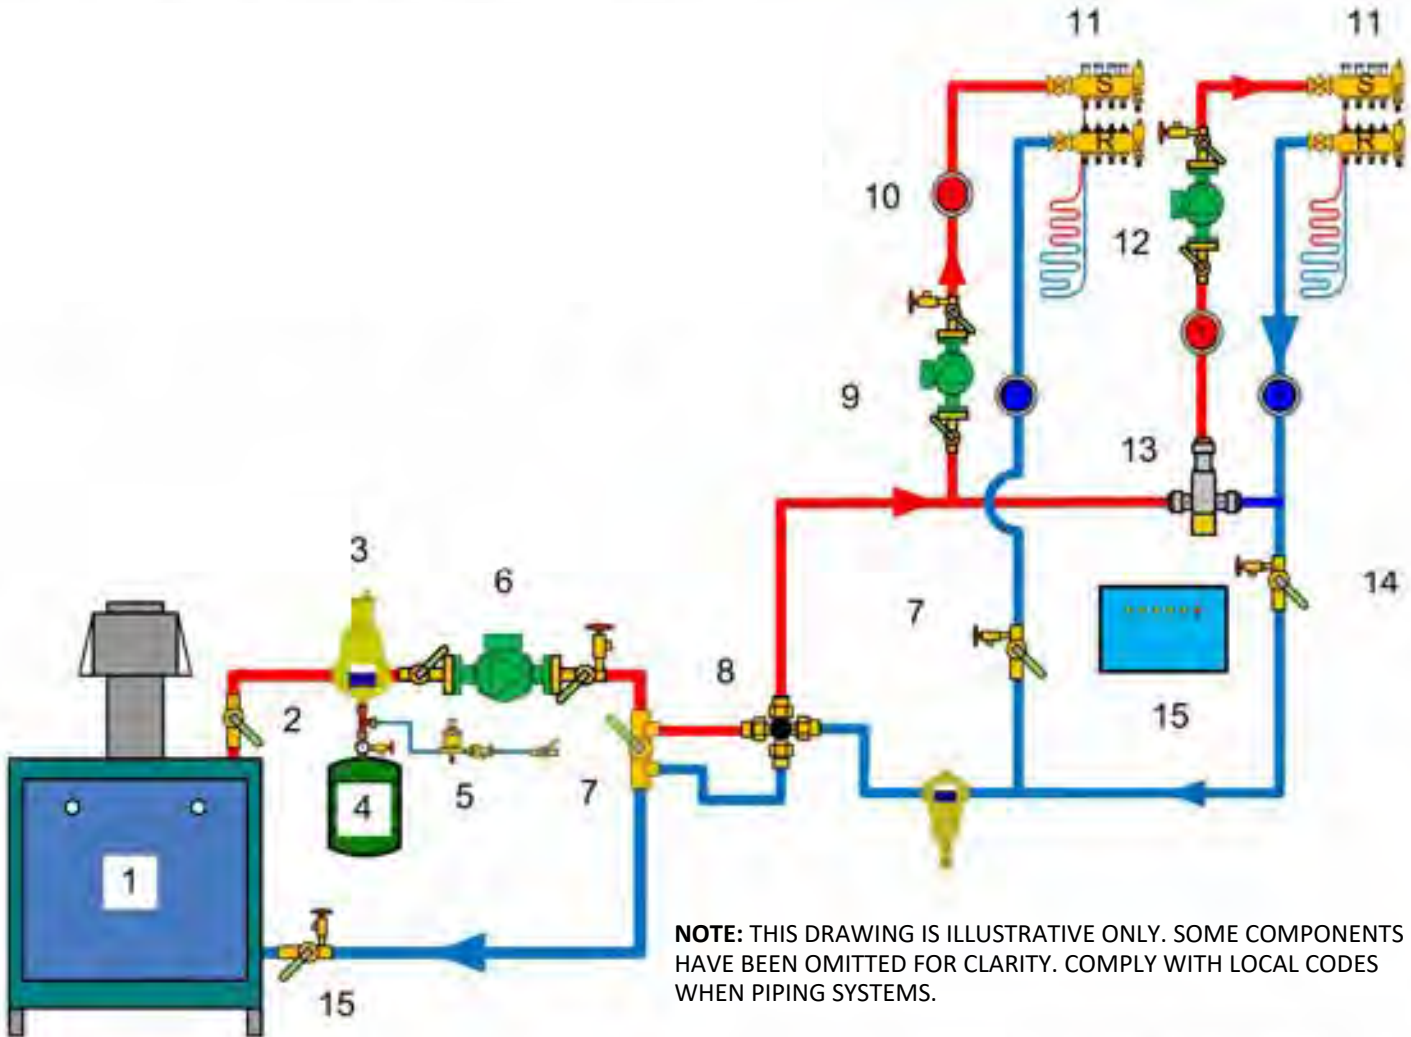 11
11
S
S
R
R
10
12
9
13
3
6
14
7
8
2
15
4
5
7
1
15
NOTE: THIS DRAWING IS ILLUSTRATIVE ONLY. SOME COMPONENTS
HAVE BEEN OMITTED FOR CLARITY. COMPLY WITH LOCAL CODES
WHEN PIPING SYSTEMS.